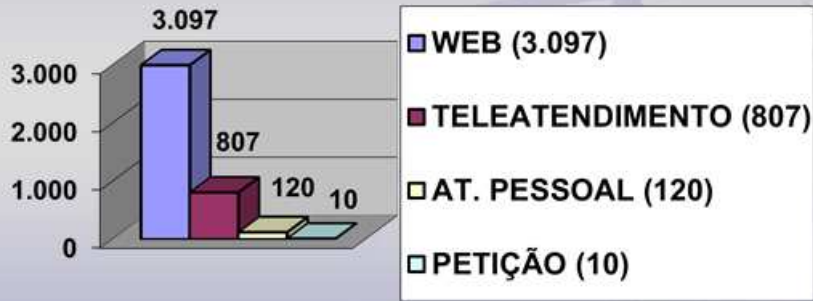 3.097
3.000
2.000
1.000
0
807
120
10
WEB (3.097)
TELEATENDIMENTO (807)
AT. PESSOAL (120)
PETIÇÃO (10)